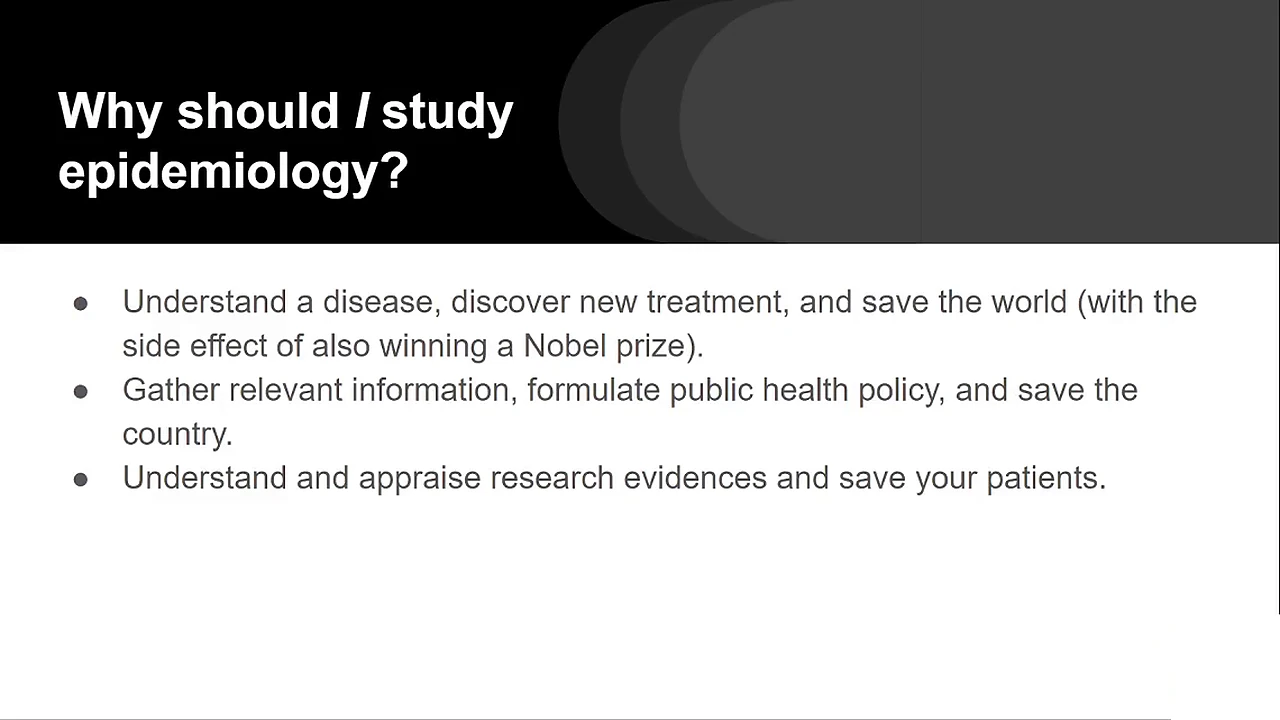 Why should I study
epidemiology?
● Understand a disease, discover new treatment, and save the world (with the
side effect of also winning a Nobel prize).
● Gather relevant information, formulate public health policy, and save the
country.
● Understand and appraise research evidences and save your patients.